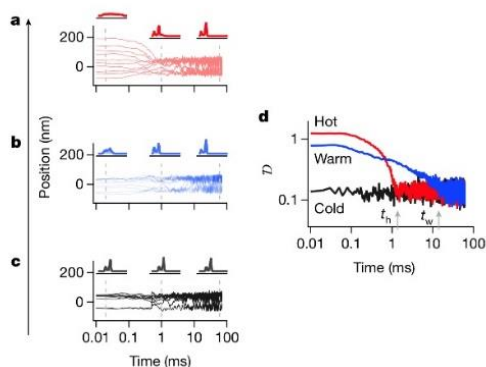 a
200
0
b
200
0
Position (nm)
c
200
0
0.01 0.1 1 10 100
Time (ms)
d
Hot
1
Warm
𝒟
0.1
Cold
t_h t_w
0.01 0.1 1 10 100
Time (ms)